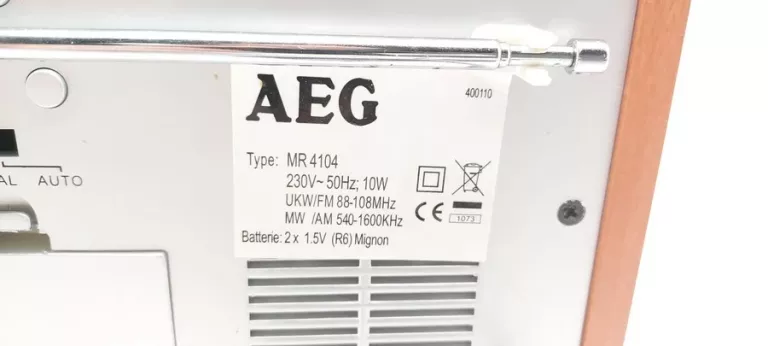 AEG
400110
Type: MR 4104
230V~ 50Hz; 10W
UKW/FM 88-108MHz
MW /AM 540-1600KHz
Batterie: 2 x 1.5V (R6) Mignon
CE
1073
AL AUTO